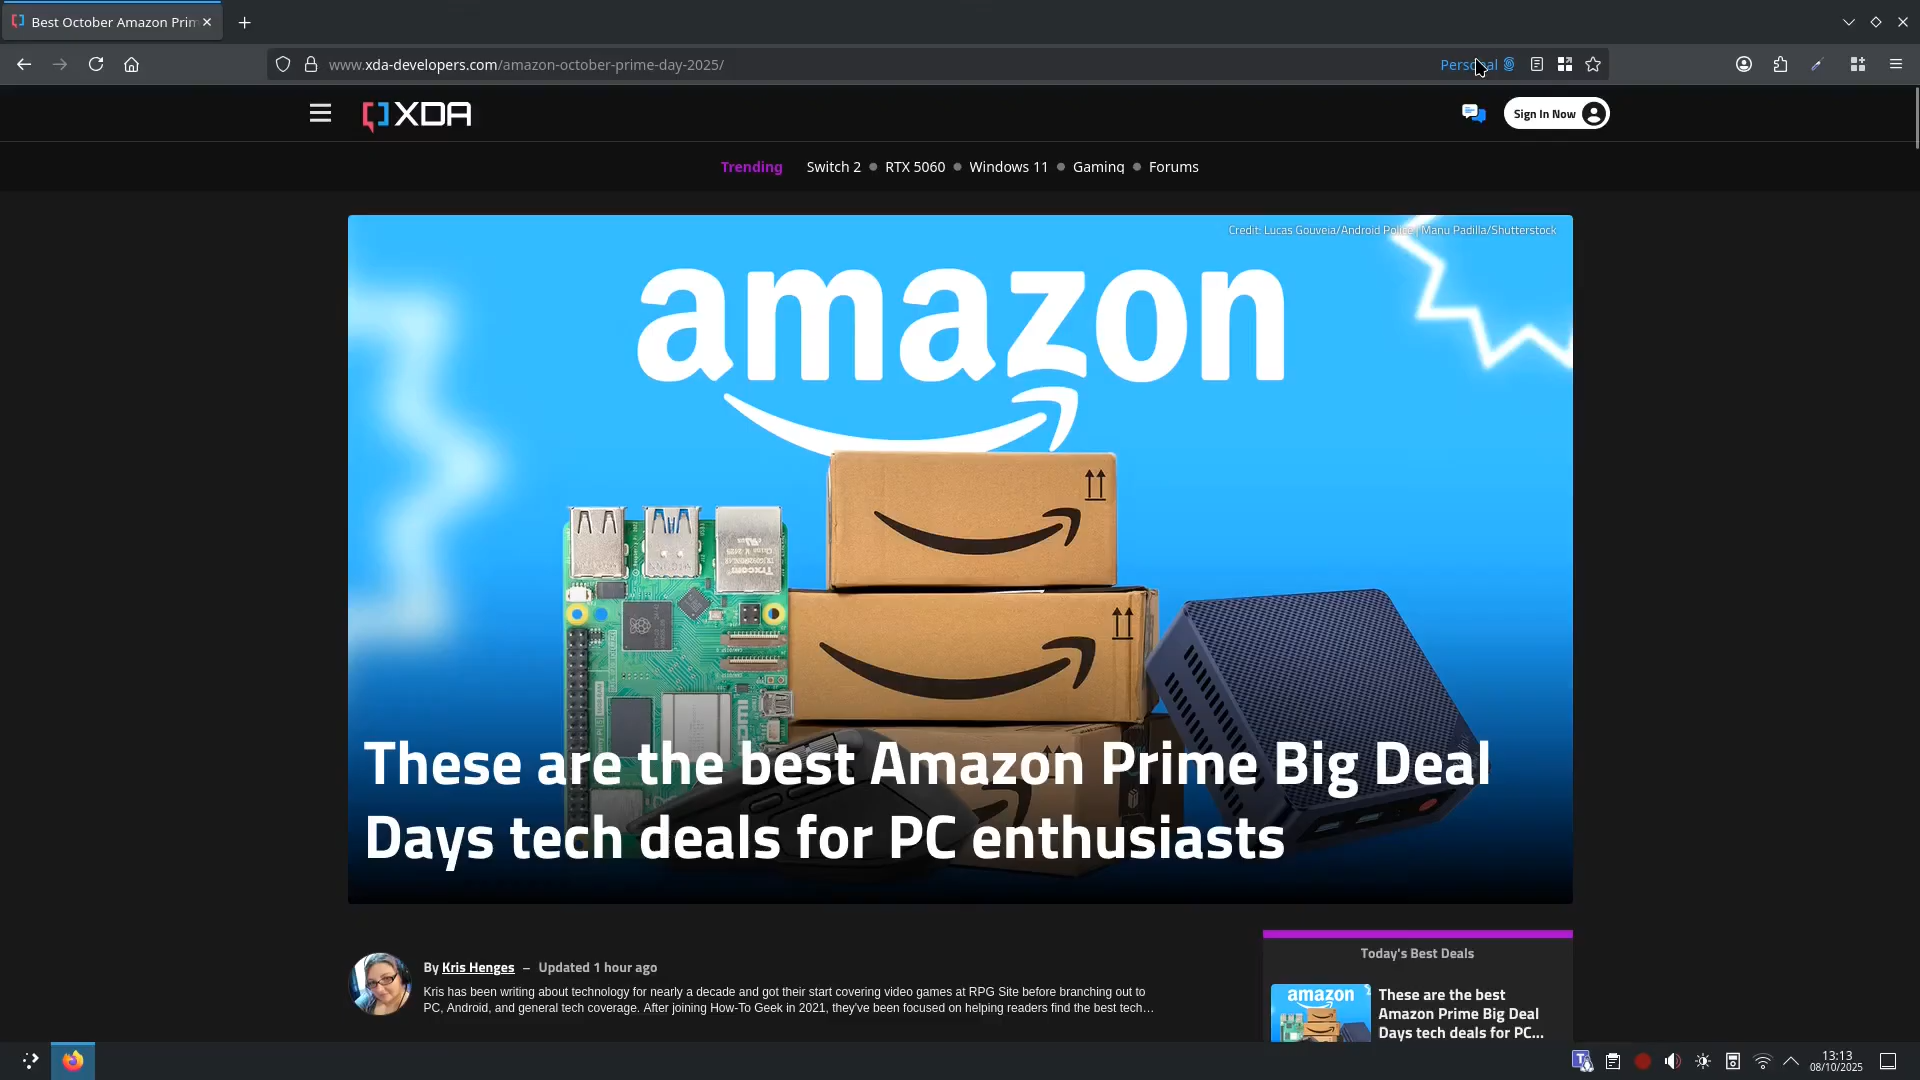 Best October Amazon Prim
www.xda-developers.com/amazon-october-prime-day-2025/
Personal
XDA
Sign In Now
Trending
Switch 2
RTX 5060
Windows 11
Gaming
Forums
Credit: Lucas Gouveia/Android Police | Manu Padilla/Shutterstock
amazon
These are the best Amazon Prime Big Deal
Days tech deals for PC enthusiasts
By Kris Henges – Updated 1 hour ago
Kris has been writing about technology for nearly a decade and got their start covering video games at RPG Site before branching out to
PC, Android, and general tech coverage. After joining How-To Geek in 2021, they've been focused on helping readers find the best tech...
Today's Best Deals
amazon
These are the best
Amazon Prime Big Deal
Days tech deals for PC...
13:13
08/10/2025